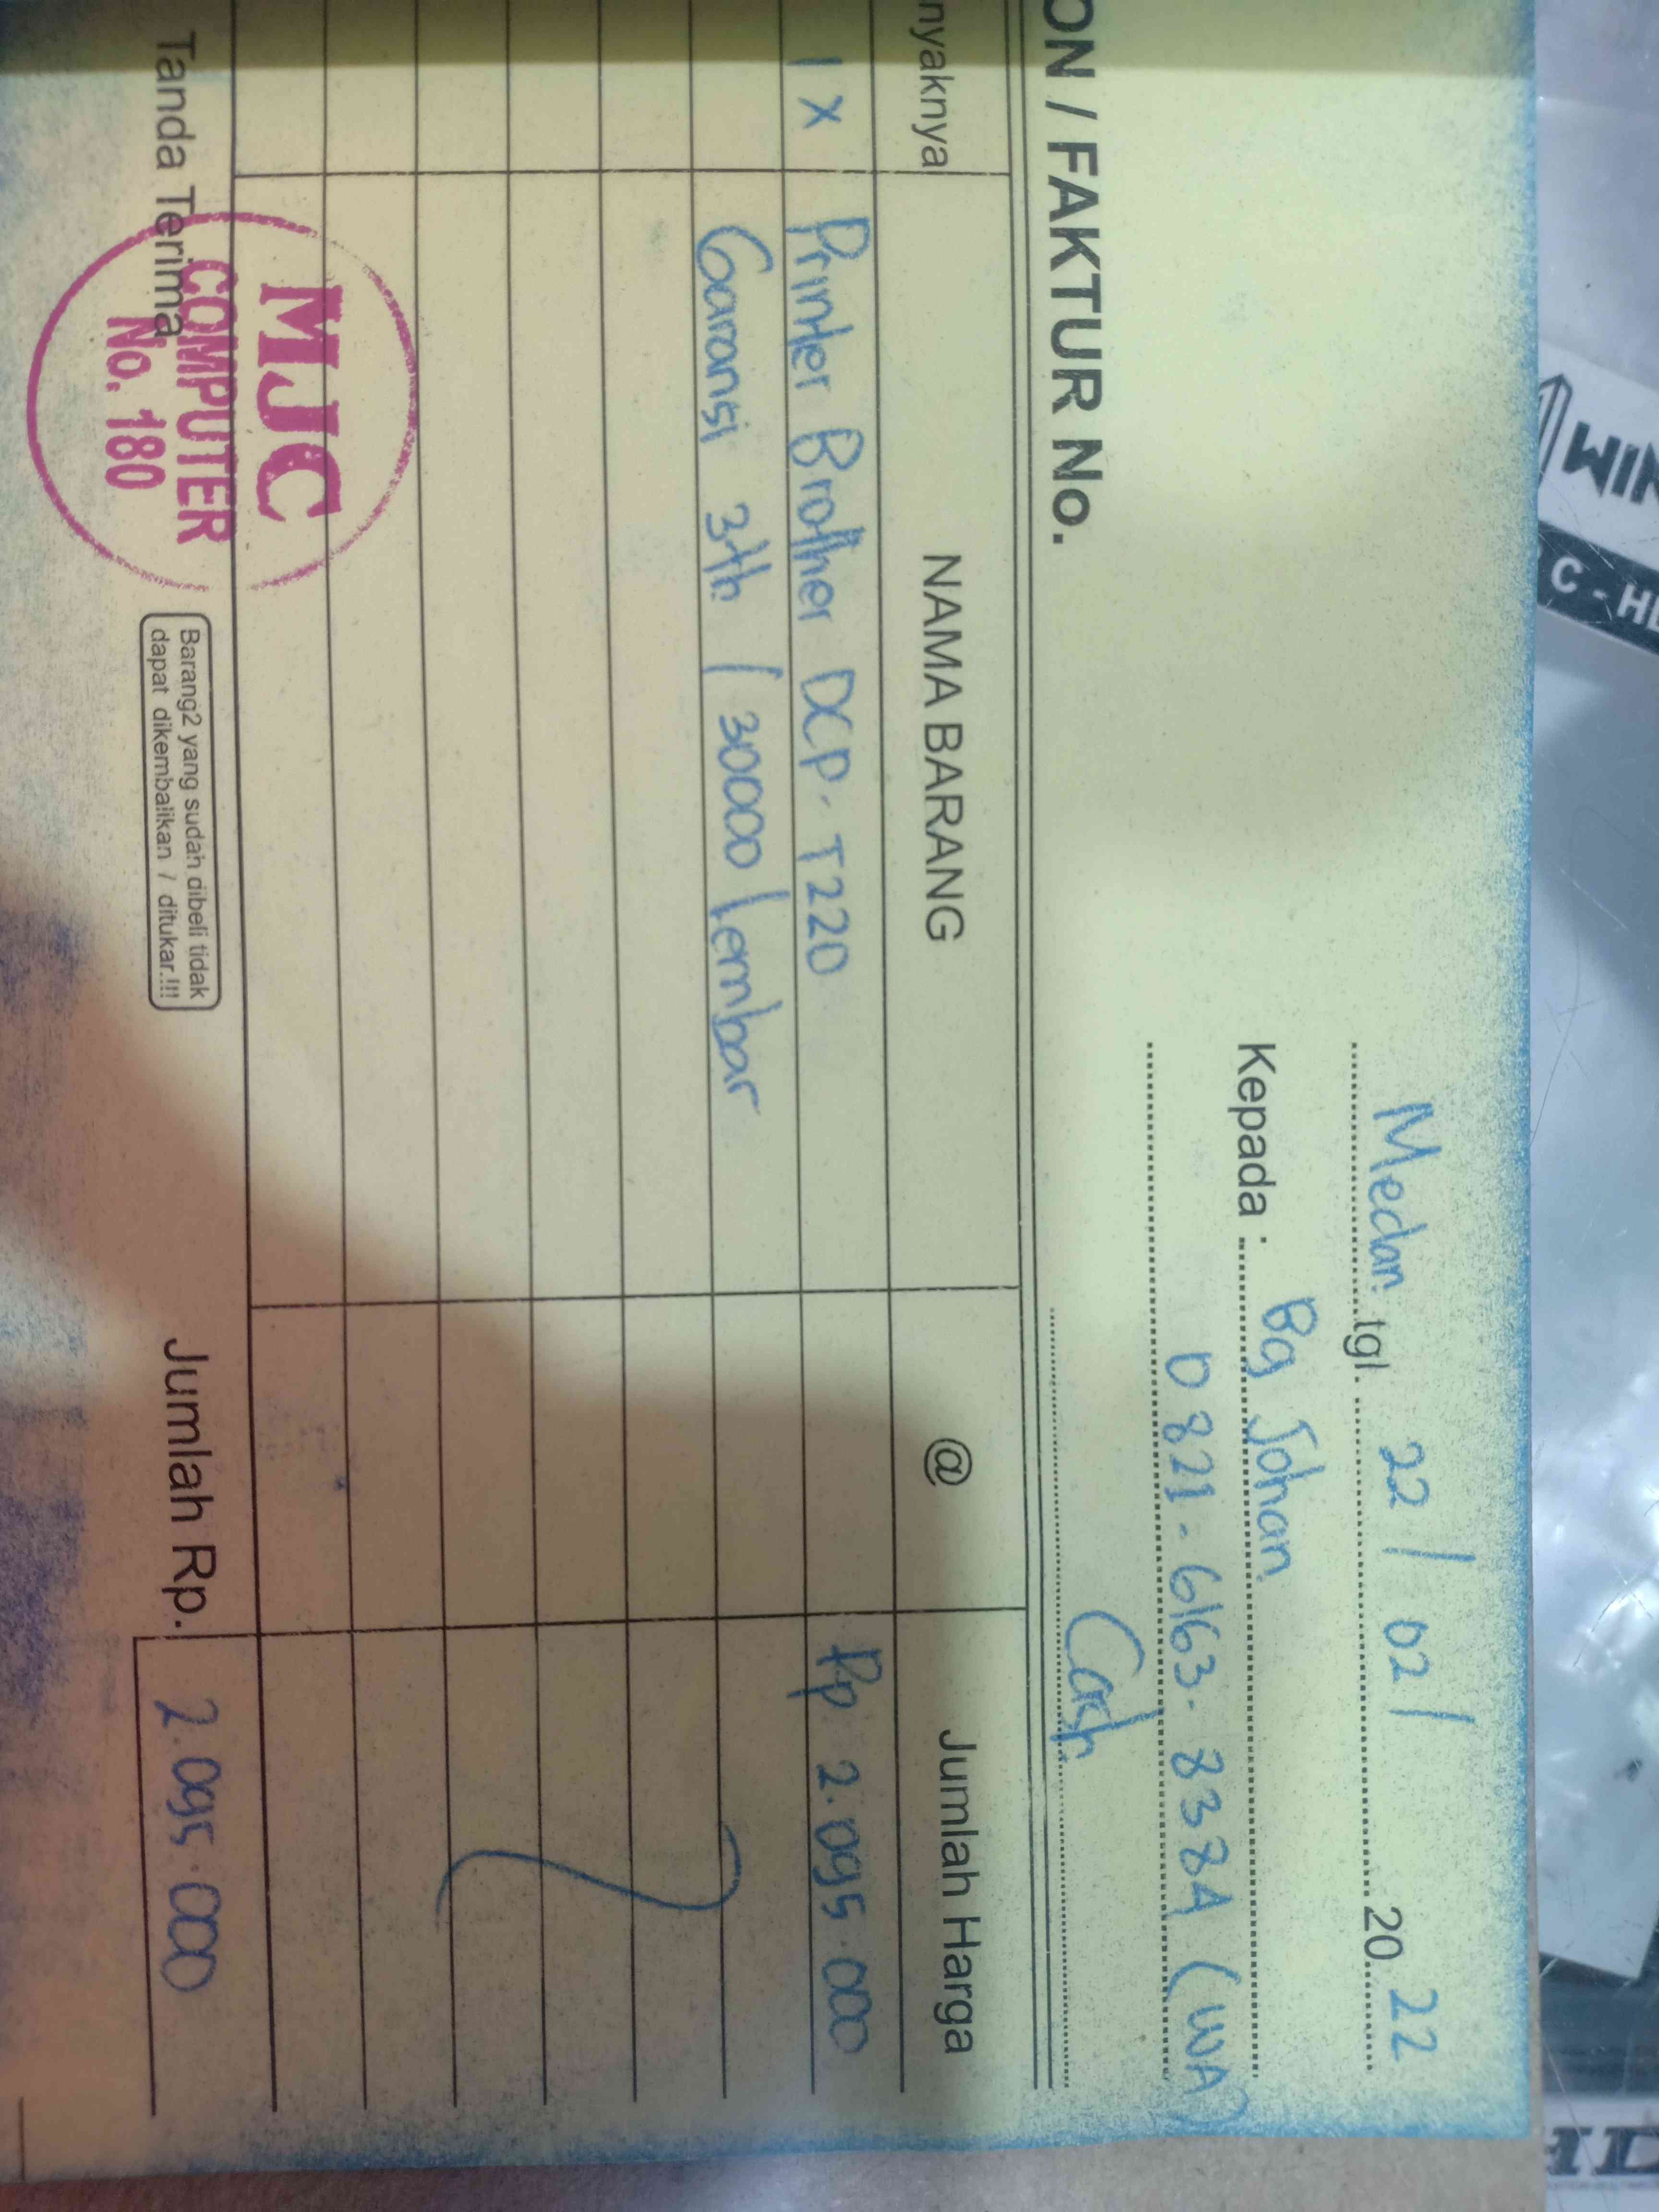 Medan tgl. 22 / 02 / 20 22
Kepada : Bg Johan
0821-6163-8384 (WA)
Cash
ON / FAKTUR No.
nyaknya NAMA BARANG @ Jumlah Harga
1 X Printer Brother DCP-T220 Rp 2.095.000
Garansi 3th / 30000 lembar
Tanda Terima Jumlah Rp. 2.095.000
Barang2 yang sudah dibeli tidak
dapat dikembalikan / ditukar.!!!
MJC
COMPUTER
No. 180
WIN
C - HD